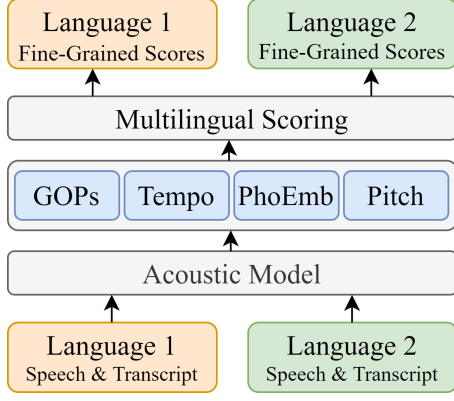 Language 1
Fine-Grained Scores
Language 2
Fine-Grained Scores
Multilingual Scoring
GOPs
Tempo
PhoEmb
Pitch
Acoustic Model
Language 1
Speech & Transcript
Language 2
Speech & Transcript